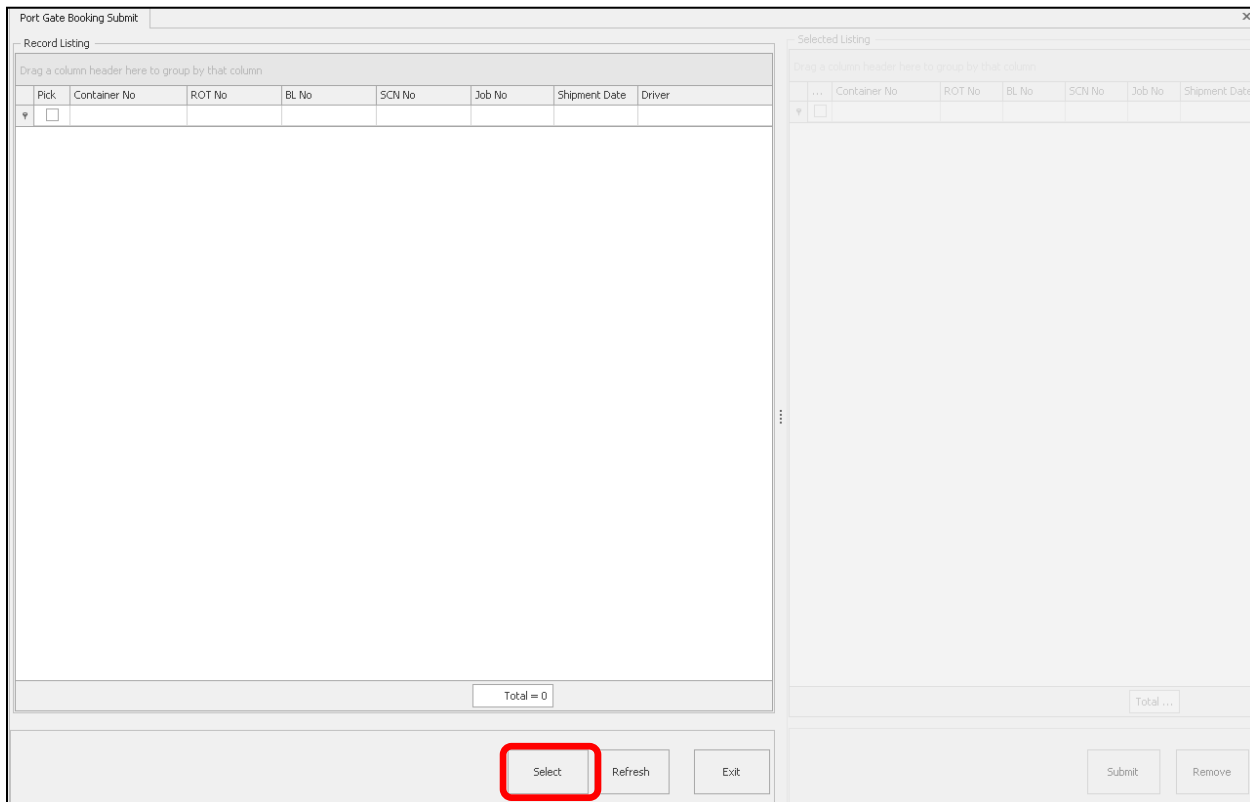 Port Gate Booking Submit
Record Listing
Drag a column header here to group by that column
Pick Container No ROT No BL No SCN No Job No Shipment Date Driver
Total = 0
Select Refresh Exit
Selected Listing
Drag a column header here to group by that column
... Container No ROT No BL No SCN No Job No Shipment Date
Total ...
Submit Remove